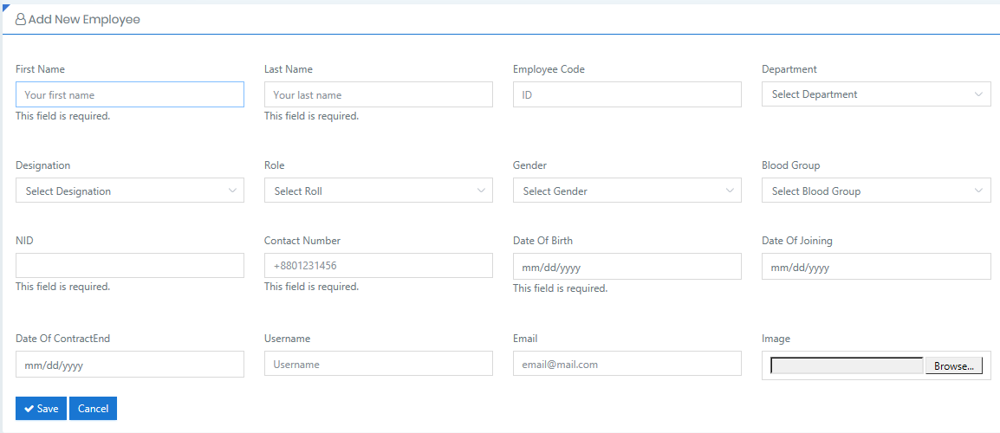 Add New Employee
First Name Last Name Employee Code Department
Your first name Your last name ID Select Department
This field is required. This field is required.
Designation Role Gender Blood Group
Select Designation Select Roll Select Gender Select Blood Group
NID Contact Number Date Of Birth Date Of Joining
+8801231456 mm/dd/yyyy mm/dd/yyyy
This field is required. This field is required. This field is required.
Date Of ContractEnd Username Email Image
mm/dd/yyyy Username email@mail.com Browse...
Save Cancel